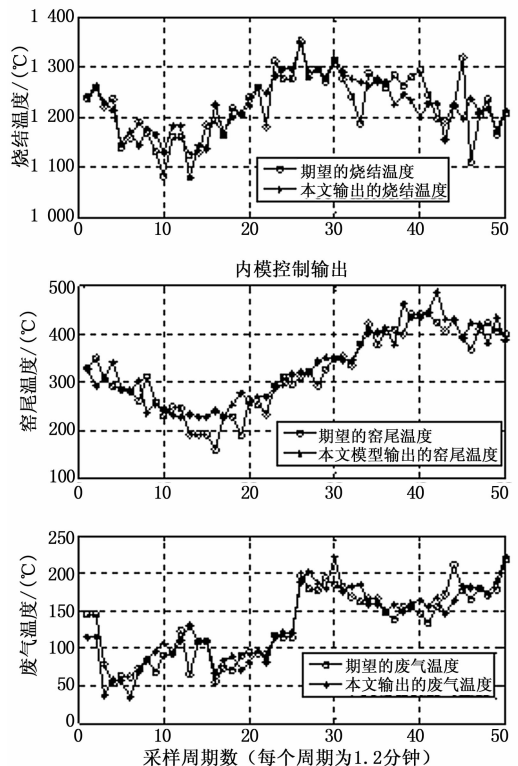 烧结温度/(℃)
1 400
1 300
1 200
1 100
1 000
期望的烧结温度
本文输出的烧结温度
0 10 20 30 40 50
内模控制输出
窑尾温度/(℃)
500
400
300
200
100
期望的窑尾温度
本文模型输出的窑尾温度
0 10 20 30 40 50
废气温度/(℃)
250
200
150
100
50
0
期望的废气温度
本文输出的废气温度
0 10 20 30 40 50
采样周期数（每个周期为1.2分钟）